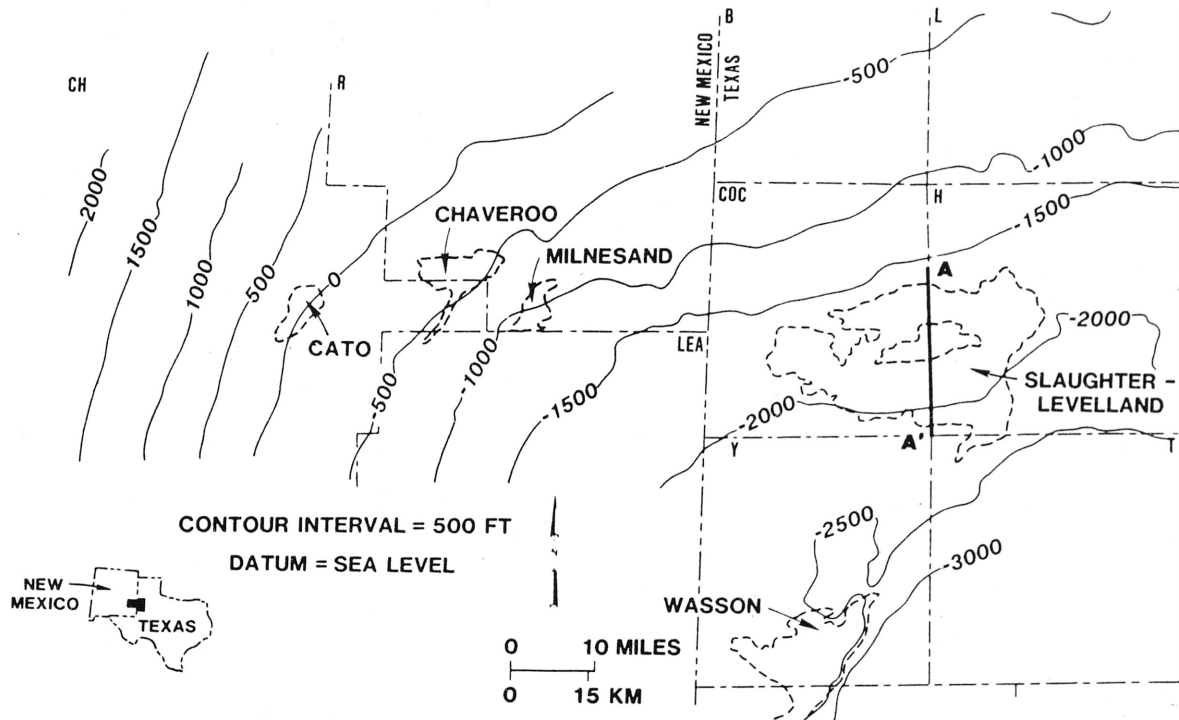 B
L
CH
R
NEW MEXICO
TEXAS
-500
2000
1500
1000
500
0
-1000
COC
H
CHAVEROO
MILNESAND
-1500
A
CATO
LEA
-500
-1000
-1500
-2000
-2000
SLAUGHTER -
LEVELLAND
A'
Y
T
CONTOUR INTERVAL = 500 FT
DATUM = SEA LEVEL
-2500
-3000
NEW
MEXICO
TEXAS
WASSON
0 10 MILES
0 15 KM